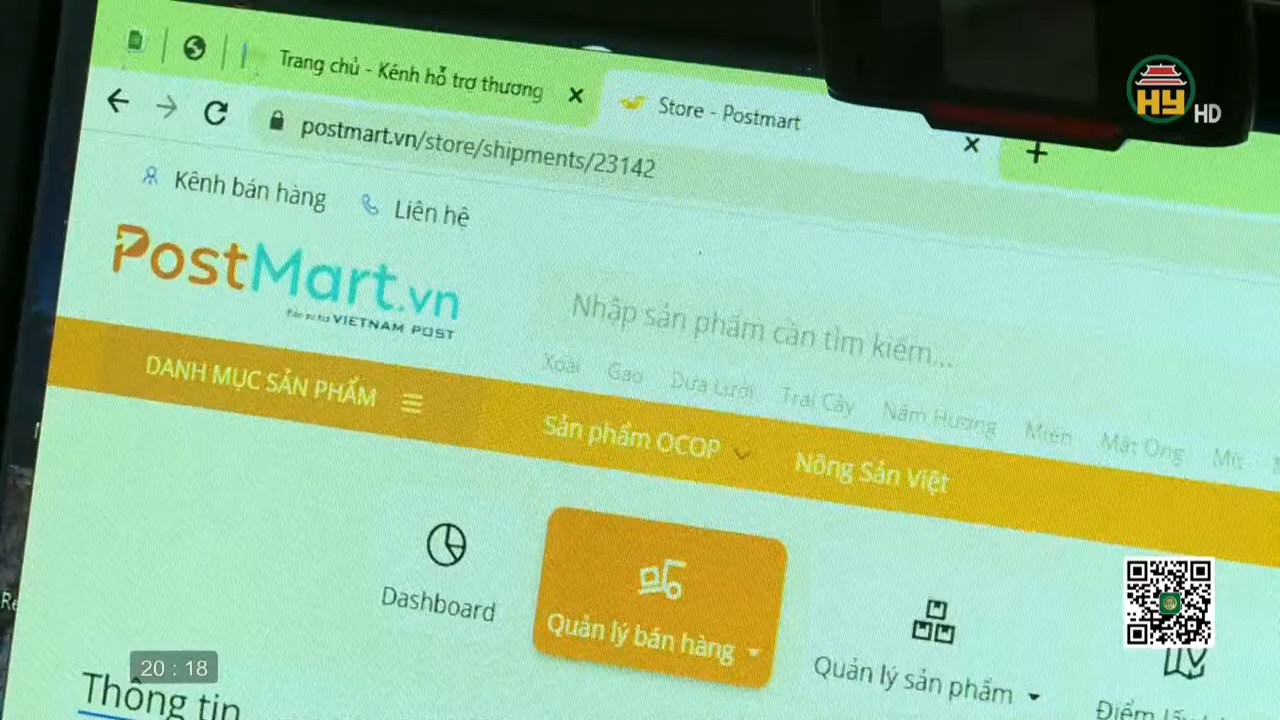 Trang chủ - Kênh hỗ trợ thương
Store - Postmart
HY HD
postmart.vn/store/shipments/23142
Kênh bán hàng
Liên hệ
PostMart.vn
VIETNAM POST
Nhập sản phẩm cần tìm kiếm...
Xoài Gạo Dưa Lưới Trái Cây Nấm Hương Miến Mật Ong Mít
DANH MỤC SẢN PHẨM
Sản phẩm OCOP
Nông Sản Việt
Dashboard
Quản lý bán hàng
Quản lý sản phẩm
20 : 18
Thông tin
Điểm lấy